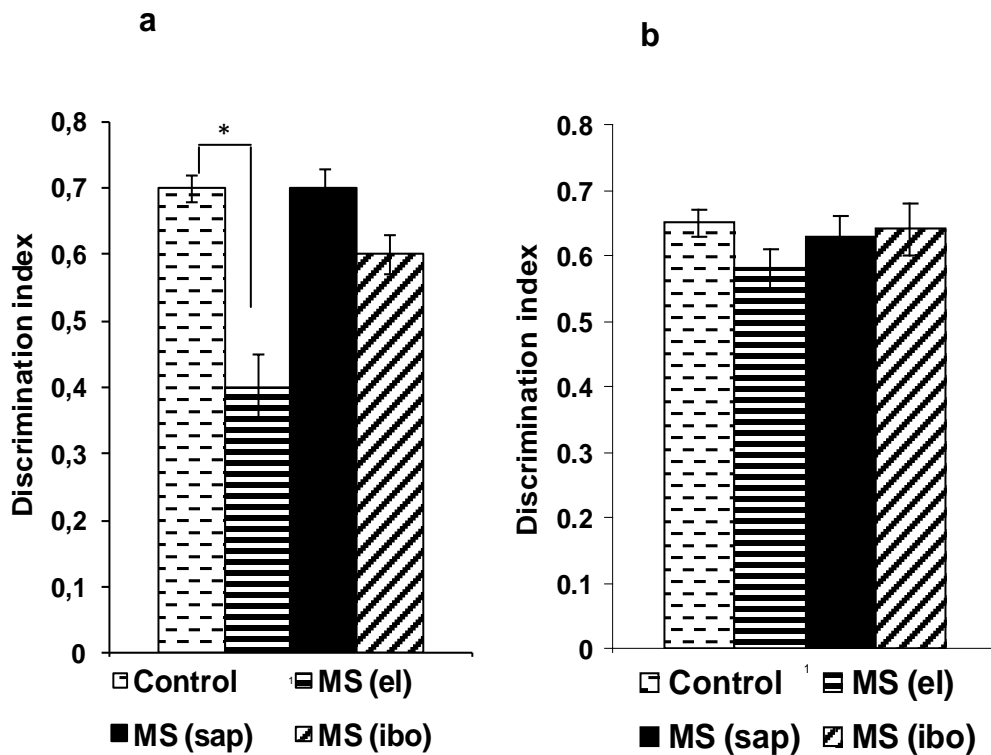 a
Discrimination index
0,8
0,7
0,6
0,5
0,4
0,3
0,2
0,1
0
*
Control
1
MS (el)
MS (sap)
MS (ibo)
b
Discrimination index
0.8
0.7
0.6
0.5
0.4
0.3
0.2
0.1
0
Control
1
MS (el)
MS (sap)
MS (ibo)